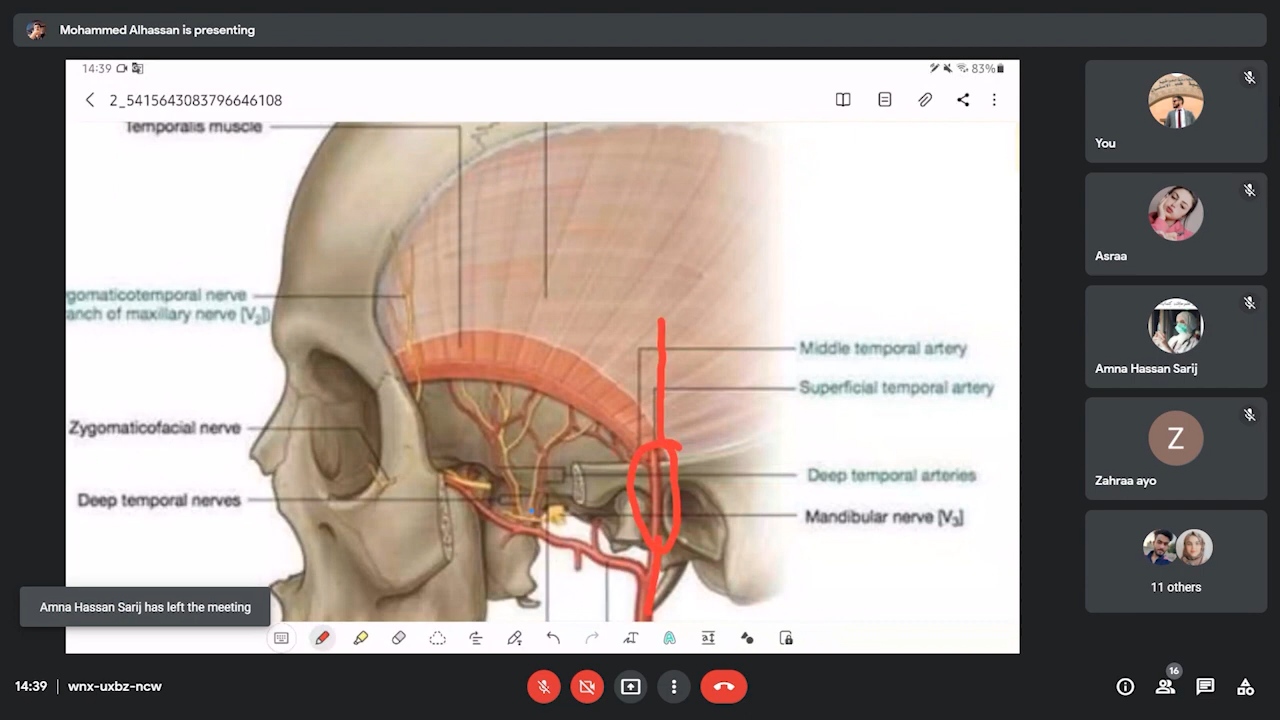 Mohammed Alhassan is presenting
14:39
83%
2_5415643083796646108
Temporalis muscle
gomaticotemporal nerve
anch of maxillary nerve [V₂])
Zygomaticofacial nerve
Deep temporal nerves
Middle temporal artery
Superficial temporal artery
Deep temporal arteries
Mandibular nerve [V₃]
You
Asraa
Amna Hassan Sarij
Z
Zahraa ayo
11 others
Amna Hassan Sarij has left the meeting
14:39 | wnx-uxbz-ncw
16